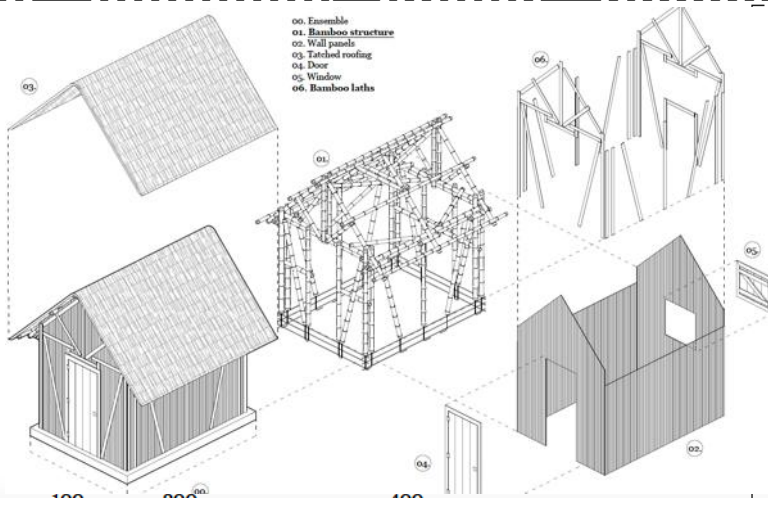 00. Ensemble
01. Bamboo structure
02. Wall panels
03. Tatched roofing
04. Door
05. Window
06. Bamboo laths
03.
06.
01.
05.
02.
04.
00.